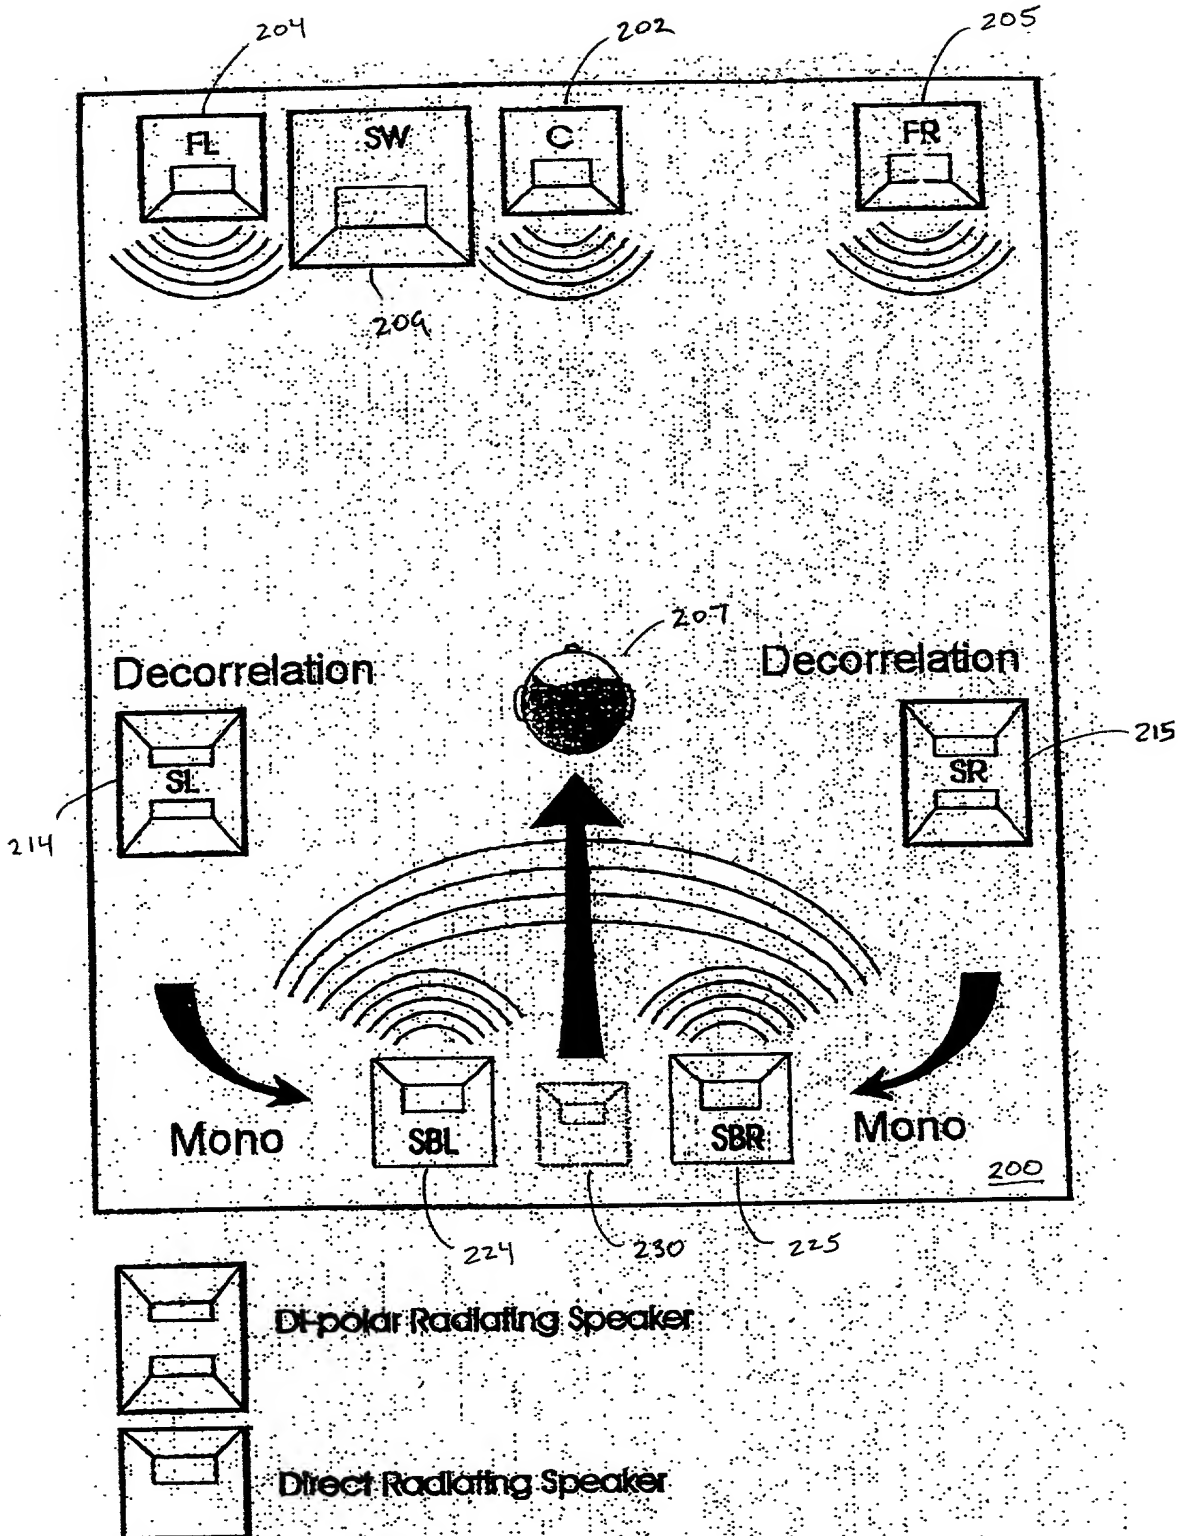 204
202
205
FL
SW
C
FR
209
207
Decorrelation
Decorrelation
SL
SR
215
214
Mono
SBL
SBR
Mono
200
224
230
225
Di-polar Radiating Speaker
Direct Radiating Speaker